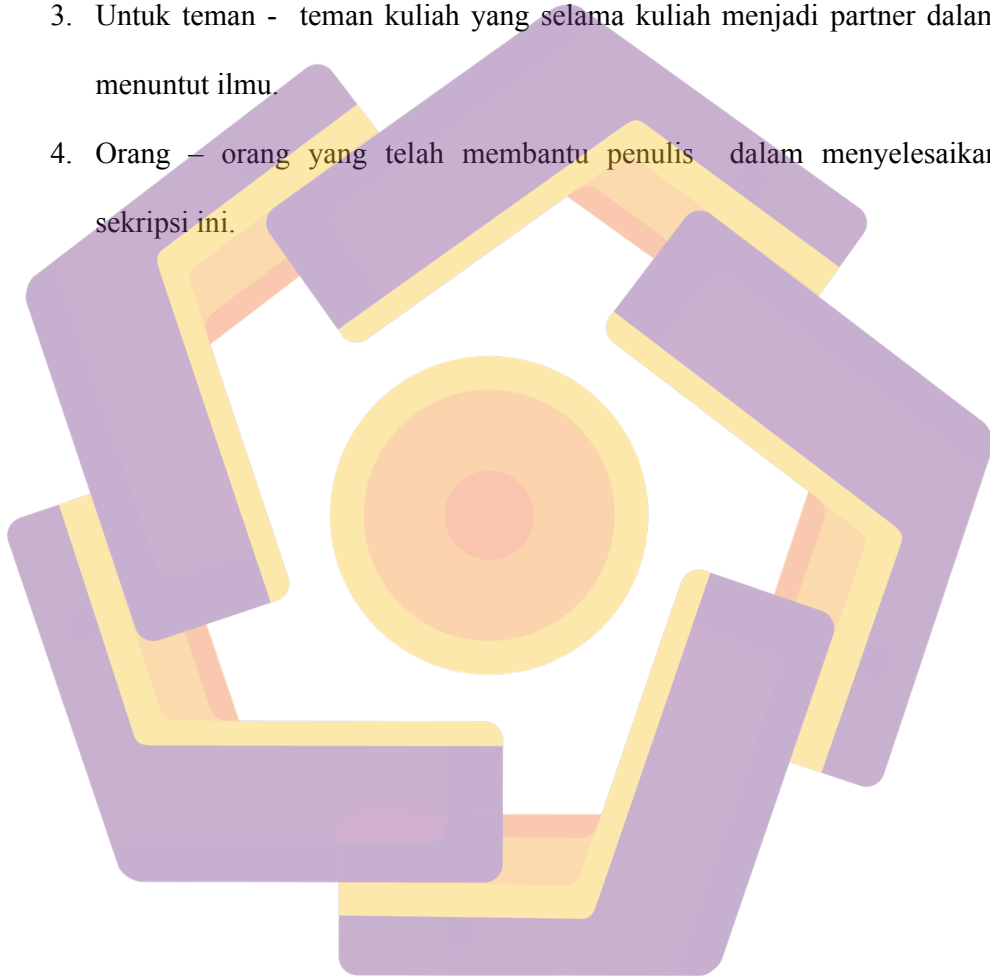 3. Untuk teman - teman kuliah yang selama kuliah menjadi partner dalam
menuntut ilmu.
4. Orang – orang yang telah membantu penulis dalam menyelesaikan
sekripsi ini.